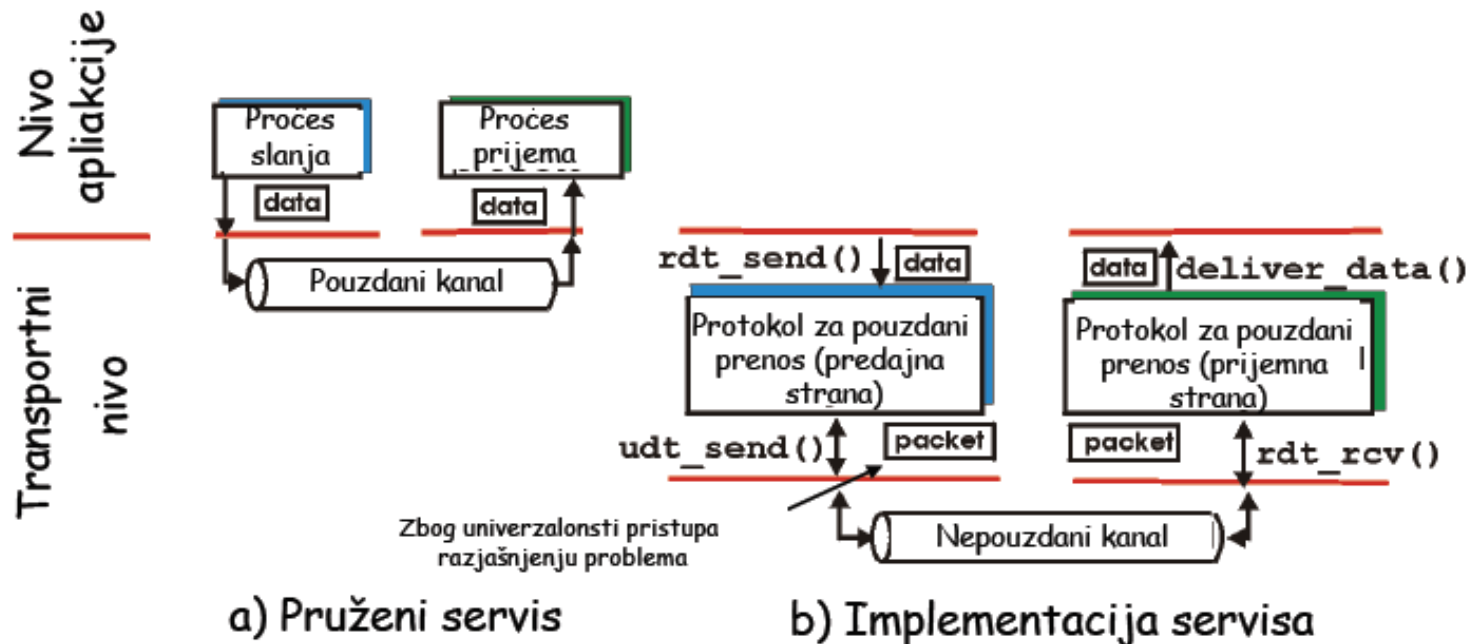 Nivo
apliakcije
Transportni
nivo
Pročes
slanja
data
Proċes
prijema
data
Pouzdani kanal
a) Pruženi servis
rdt_send()
data
Protokol za pouzdani
prenos (predajna
strana)
udt_send()
packet
Zbog univerzalonsti pristupa
razjašnjenju problema
data
deliver_data()
Protokol za pouzdani
prenos (prijemna
strana)
packet
rdt_rcv()
Nepouzdani kanal
b) Implementacija servisa